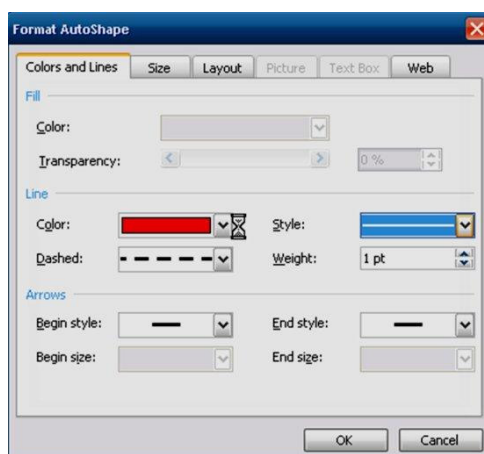 Format AutoShape
Colors and Lines Size Layout Picture Text Box Web
Fill
Color:
Transparency: 0 %
Line
Color: Style:
Dashed: Weight: 1 pt
Arrows
Begin style: End style:
Begin size: End size:
OK Cancel